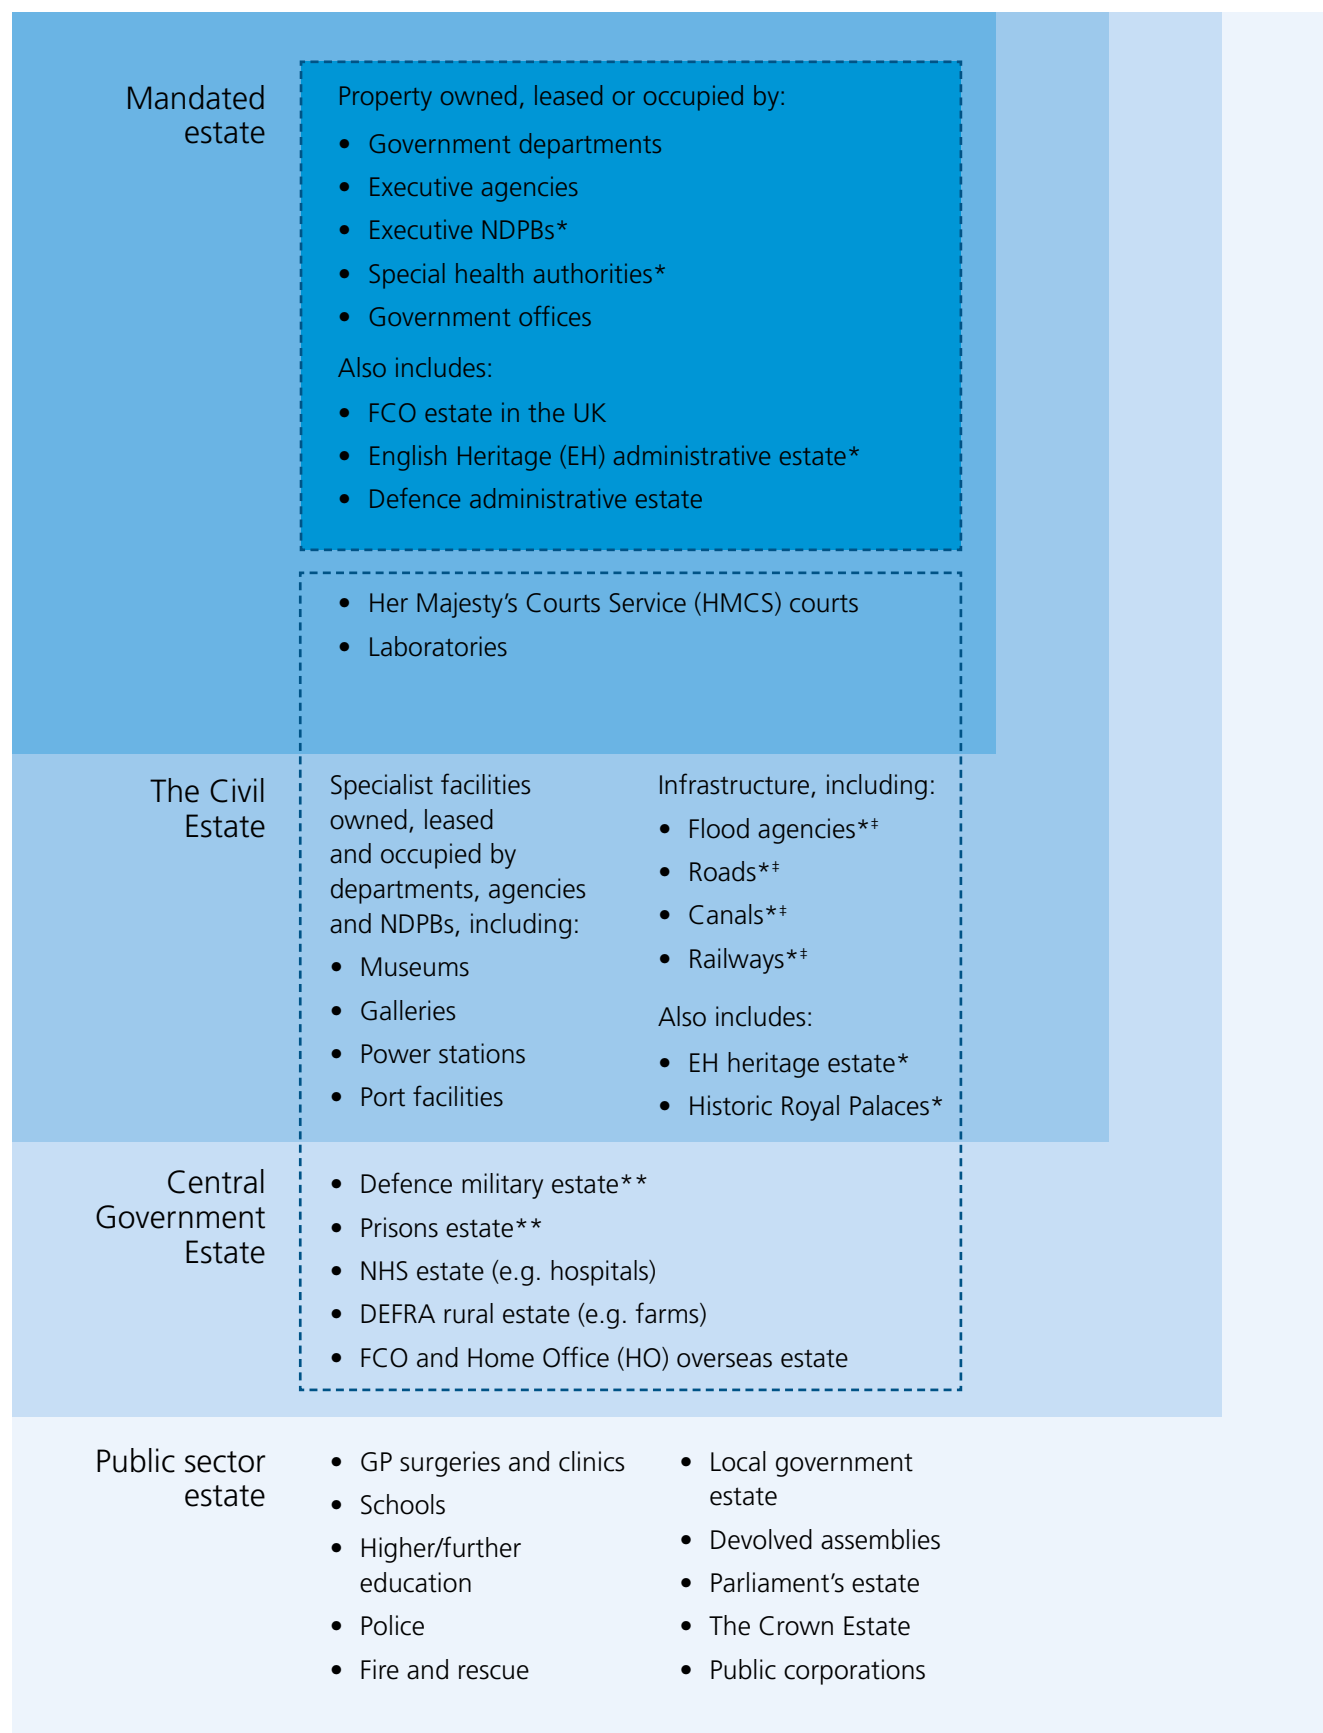 Mandated
estate
Property owned, leased or occupied by:
• Government departments
• Executive agencies
• Executive NDPBs*
• Special health authorities*
• Government offices
Also includes:
• FCO estate in the UK
• English Heritage (EH) administrative estate*
• Defence administrative estate
• Her Majesty’s Courts Service (HMCS) courts
• Laboratories
The Civil
Estate
Specialist facilities
owned, leased
and occupied by
departments, agencies
and NDPBs, including:
• Museums
• Galleries
• Power stations
• Port facilities
Infrastructure, including:
• Flood agencies*‡
• Roads*‡
• Canals*‡
• Railways*‡
Also includes:
• EH heritage estate*
• Historic Royal Palaces*
Central
Government
Estate
• Defence military estate**
• Prisons estate**
• NHS estate (e.g. hospitals)
• DEFRA rural estate (e.g. farms)
• FCO and Home Office (HO) overseas estate
Public sector
estate
• GP surgeries and clinics
• Schools
• Higher/further
education
• Police
• Fire and rescue
• Local government
estate
• Devolved assemblies
• Parliament’s estate
• The Crown Estate
• Public corporations